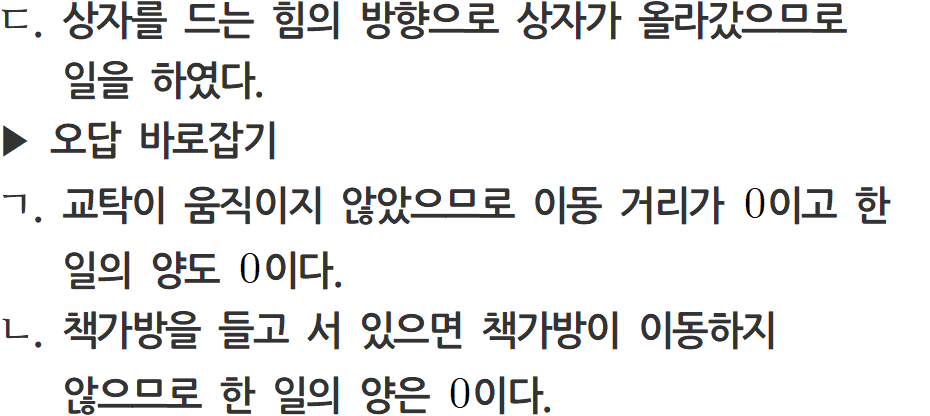 ㄷ. 상자를 드는 힘의 방향으로 상자가 올라갔으므로
일을 하였다.
▶ 오답 바로잡기
ㄱ. 교탁이 움직이지 않았으므로 이동 거리가 0이고 한
일의 양도 0이다.
ㄴ. 책가방을 들고 서 있으면 책가방이 이동하지
않으므로 한 일의 양은 0이다.